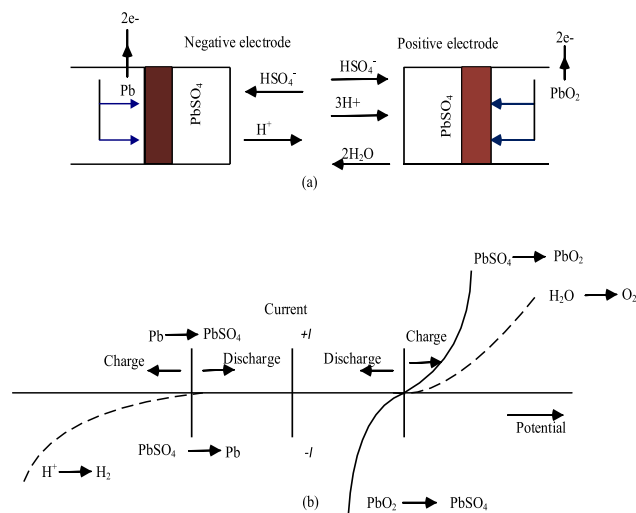 2e-
2e-
Negative electrode
Positive electrode
Pb
PbSO₄
HSO₄⁻
HSO₄⁻
PbSO₄
PbO₂
3H+
H⁺
2H₂O
(a)
PbSO₄ → PbO₂
H₂O → O₂
Current
Pb → PbSO₄
+I
Charge
Charge
Discharge
Discharge
Potential
PbSO₄ → Pb
-I
H⁺ → H₂
(b)
PbO₂ → PbSO₄